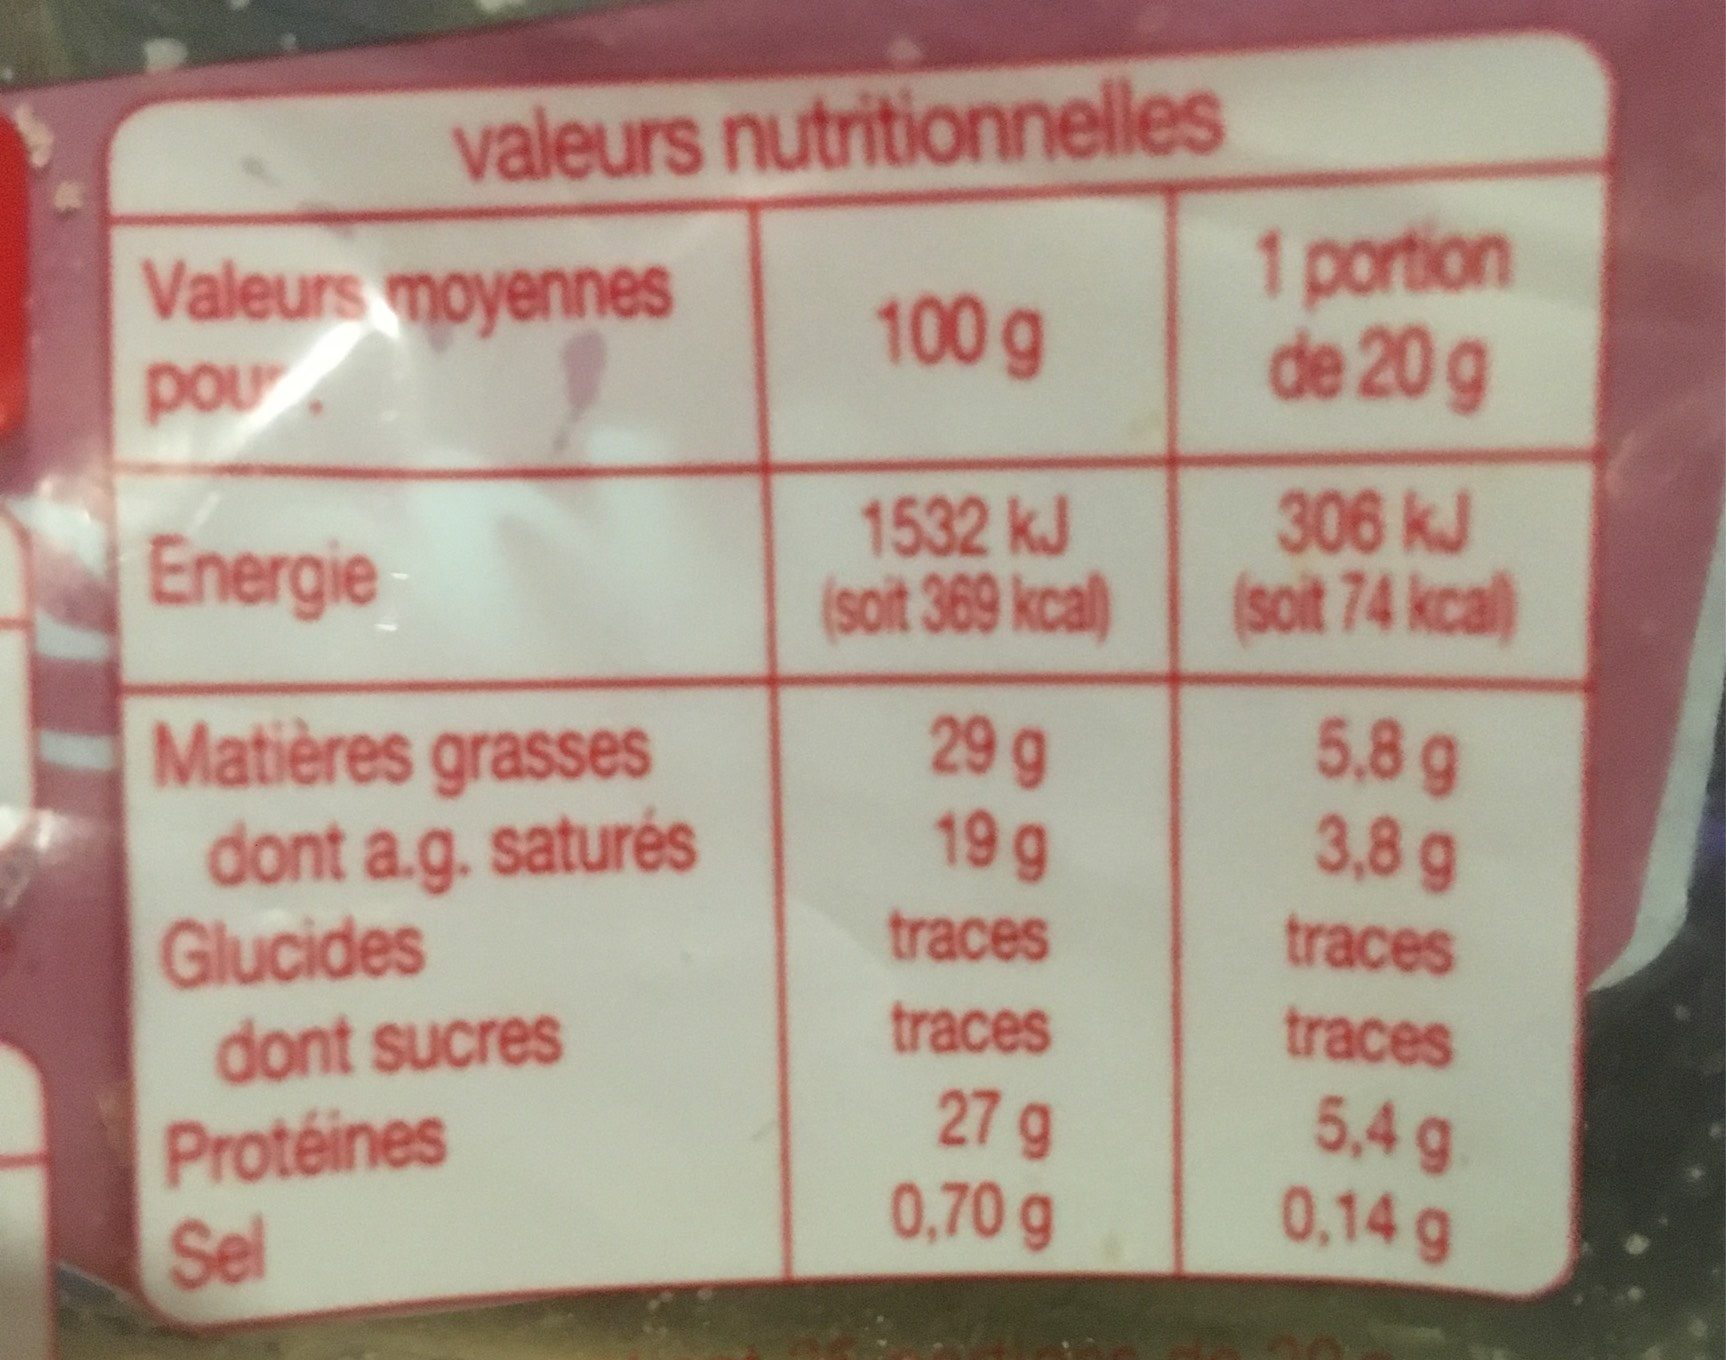 valeurs nutritionnelles
Valeurs moyennes pour : 100 g 1 portion de 20 g
Energie 1532 kJ (soit 369 kcal) 306 kJ (soit 74 kcal)
Matières grasses 29 g 5,8 g
dont a.g. saturés 19 g 3,8 g
Glucides traces traces
dont sucres traces traces
Protéines 27 g 5,4 g
Sel 0,70 g 0,14 g